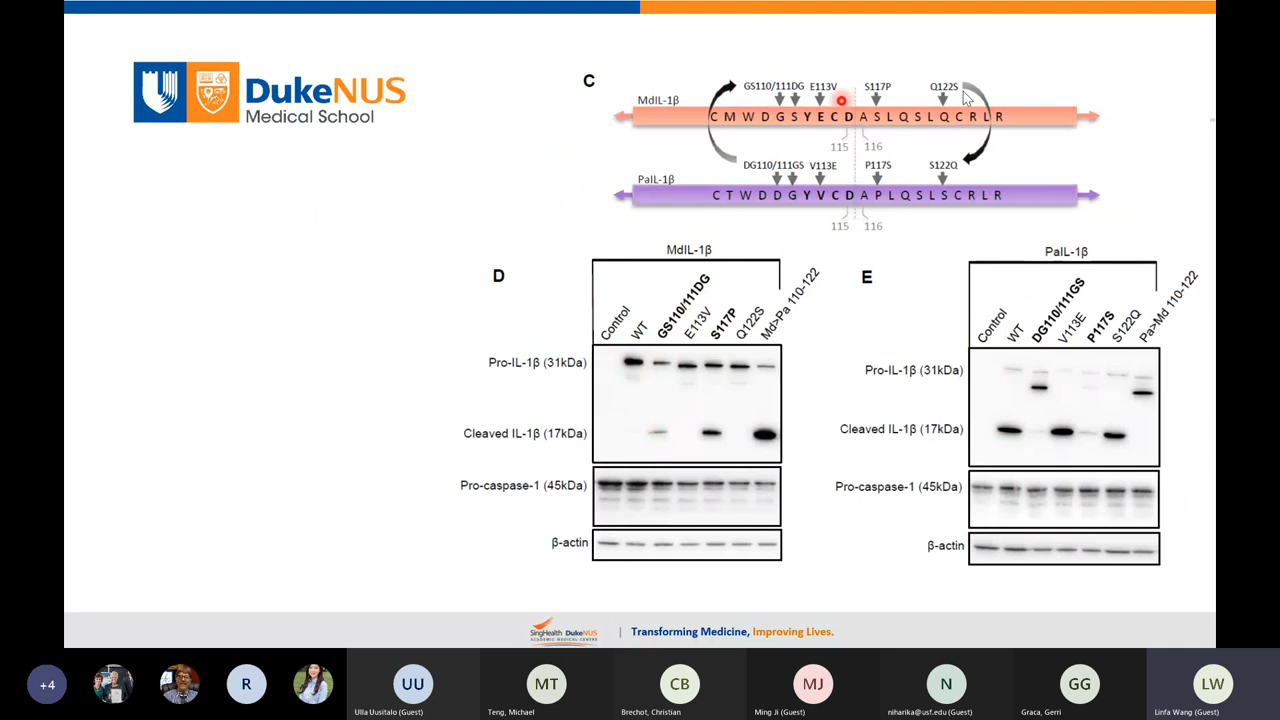 DukeNUS
Medical School
C
GS110/111DG E113V S117P Q122S
MdIL-1β
C M W D G S Y E C D A S L Q S L Q C R L R
115 116
DG110/111GS V113E P117S S122Q
PaIL-1β
C T W D D G Y V C D A P L Q S L S C R L R
115 116
D
MdIL-1β
Control WT GS110/111DG E113V S117P Q122S Md>Pa 110-122
Pro-IL-1β (31kDa)
Cleaved IL-1β (17kDa)
Pro-caspase-1 (45kDa)
β-actin
E
PaIL-1β
Control WT DG110/111GS V113E P117S S122Q Pa>Md 110-122
Pro-IL-1β (31kDa)
Cleaved IL-1β (17kDa)
Pro-caspase-1 (45kDa)
β-actin
SingHealth DukeNUS
ACADEMIC MEDICAL CENTRE
Transforming Medicine, Improving Lives.
+4
R
UU
MT
CB
MJ
N
GG
LW
Ulla Uusitalo (Guest)
Teng, Michael
Brechot, Christian
Ming Ji (Guest)
niharika@usf.edu (Guest)
Graca, Gerri
Linfa Wang (Guest)